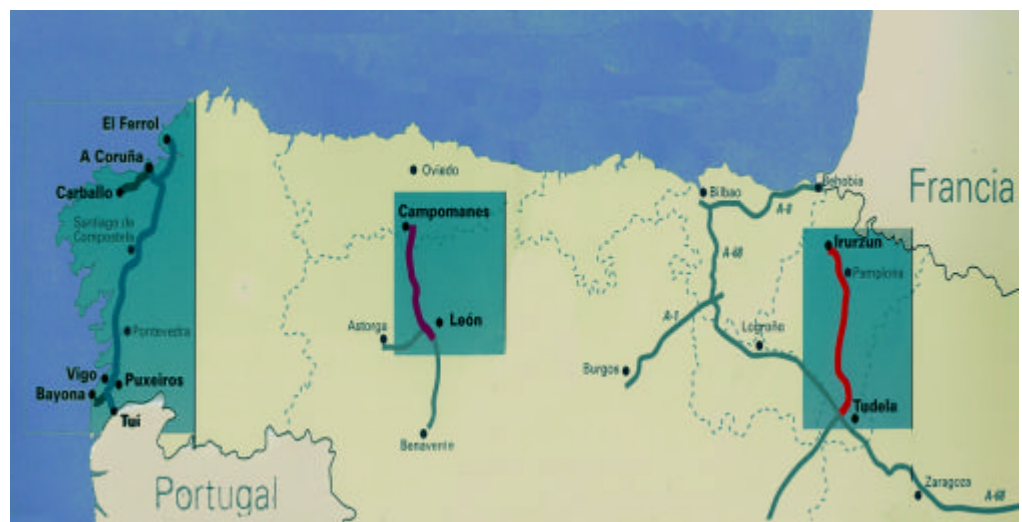 El Ferrol
A Coruña
Carballo
Santiago de
Compostela
Pontevedra
Vigo
Puxeiros
Bayona
Tui
Portugal
Oviedo
Campomanes
León
Astorga
Benavente
Bilbao
Behobia
A-8
A-68
A-1
Burgos
Logroño
Francia
Irurzun
Pamplona
Tudela
Zaragoza
A-68